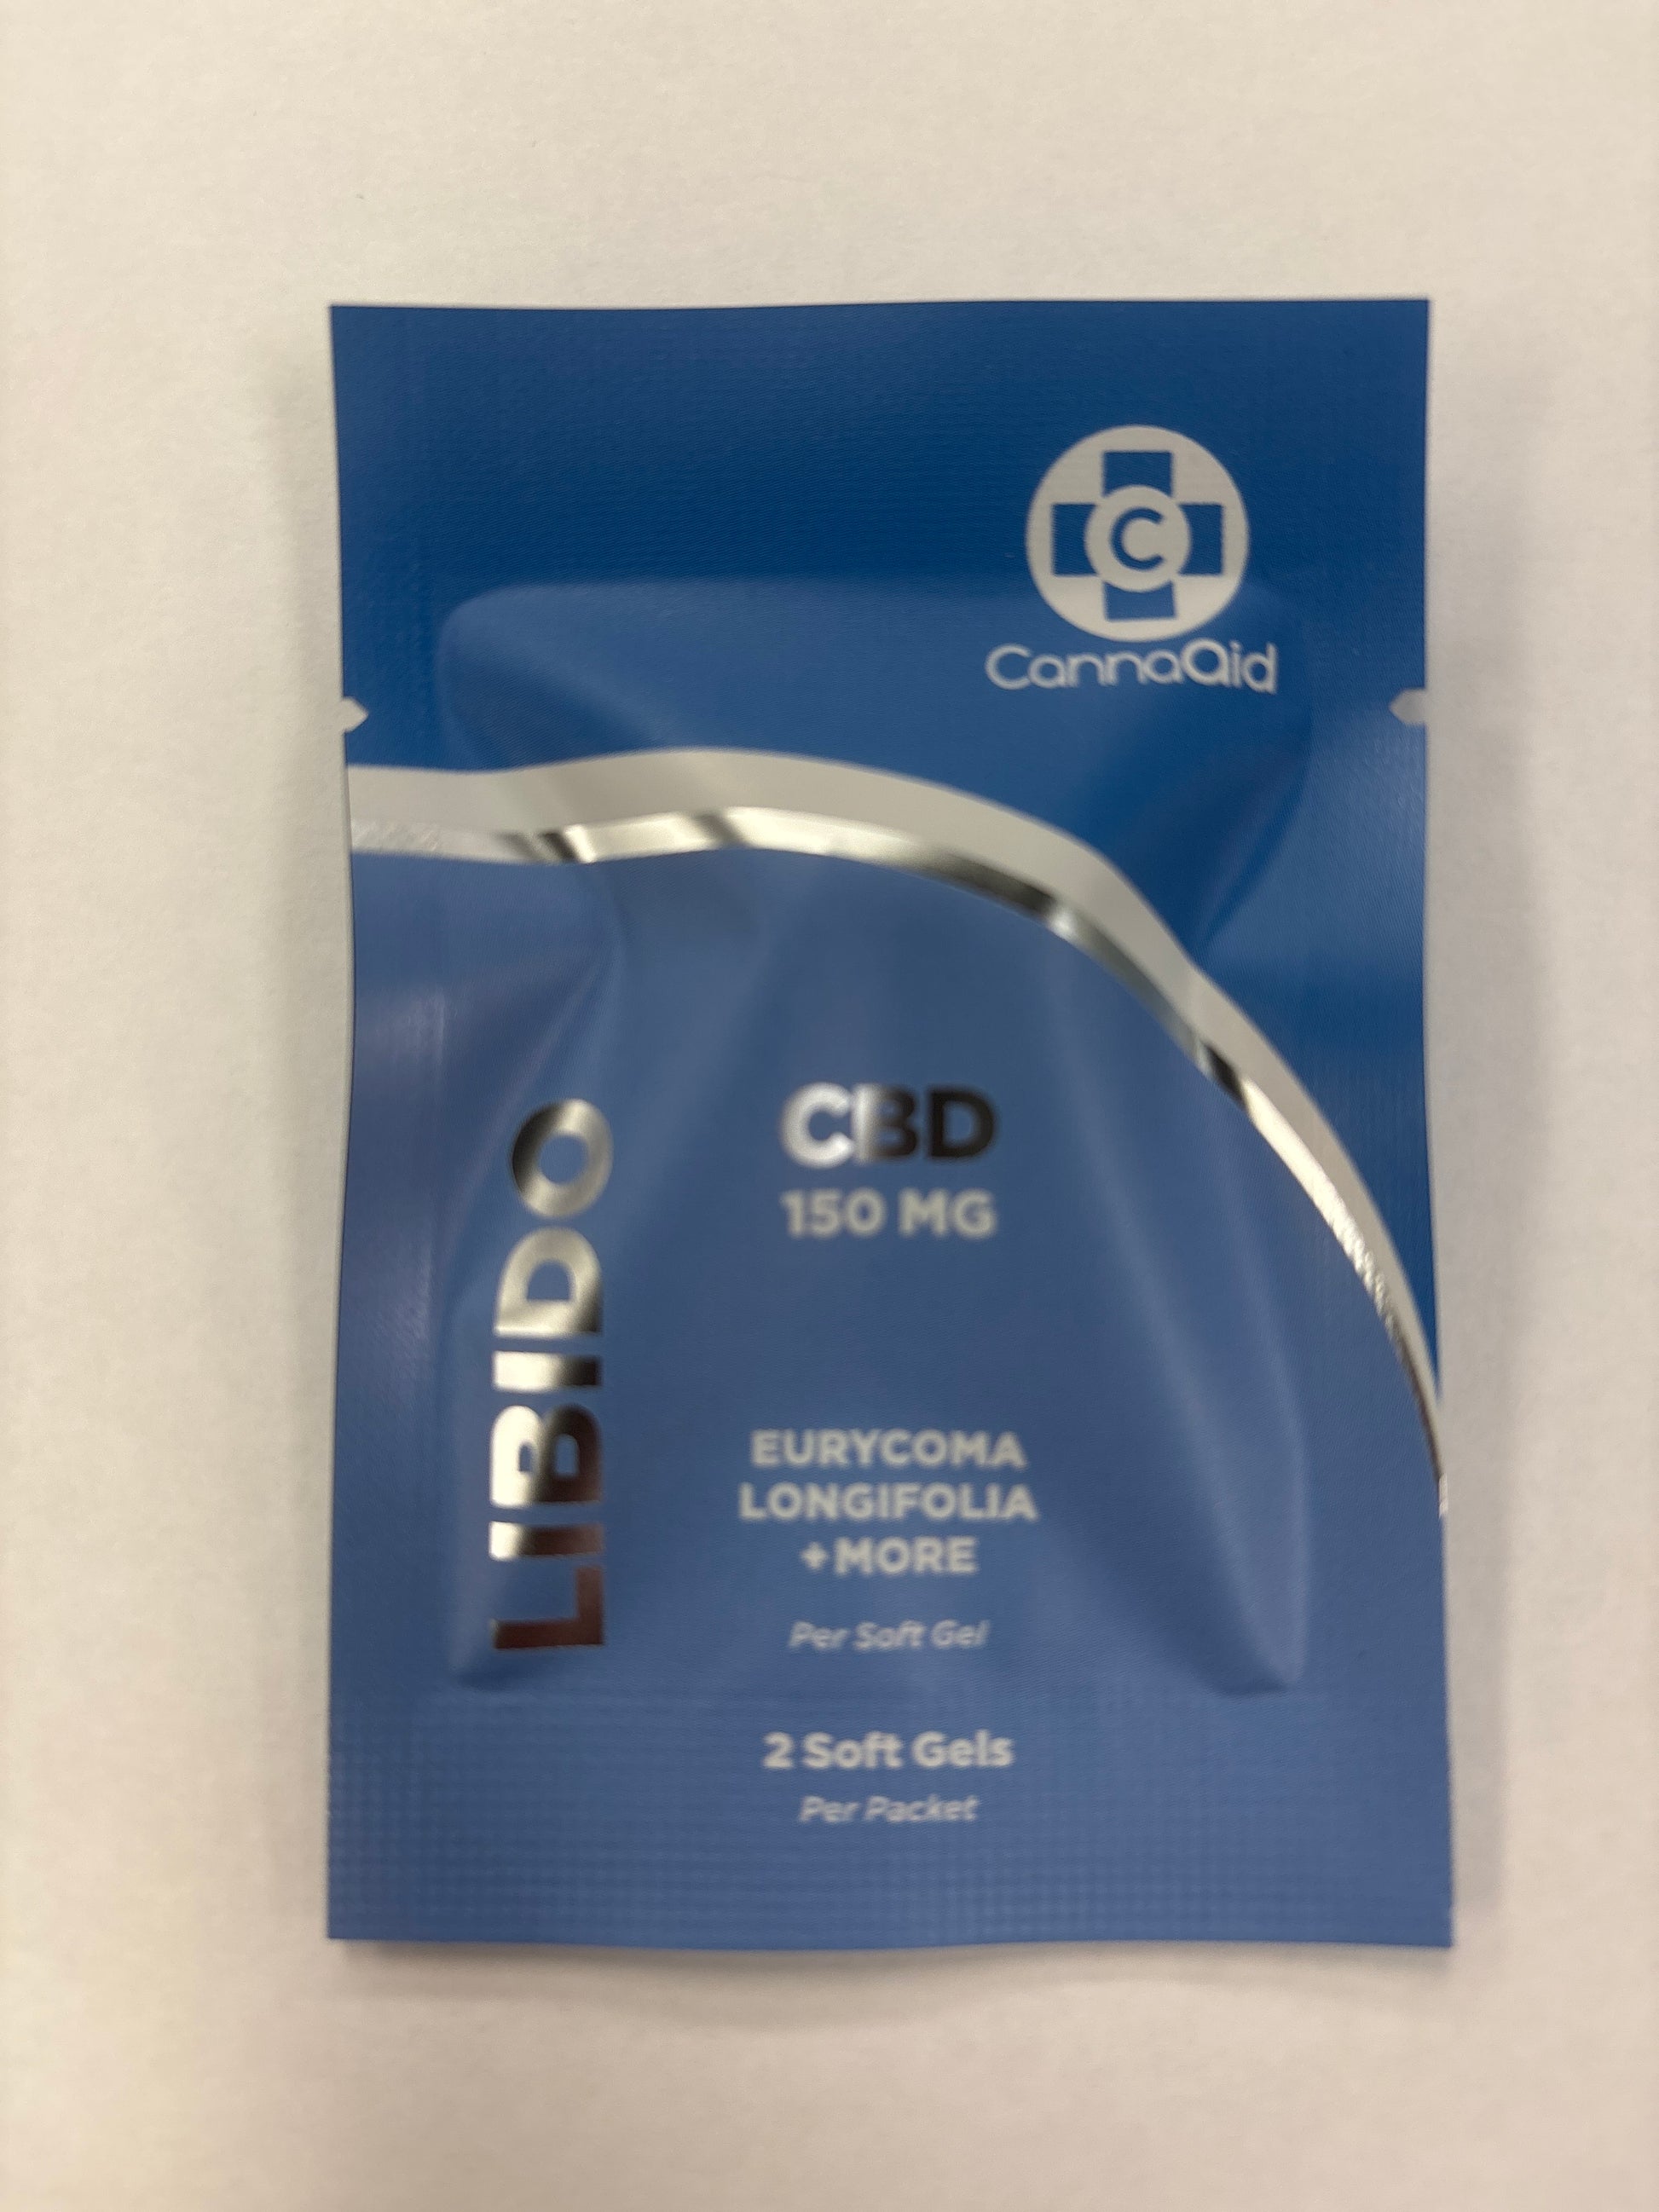 C
CannaAid
LIBIDO
CBD
150 MG
EURYCOMA
LONGIFOLIA
+MORE
Per Soft Gel
2 Soft Gels
Per Packet